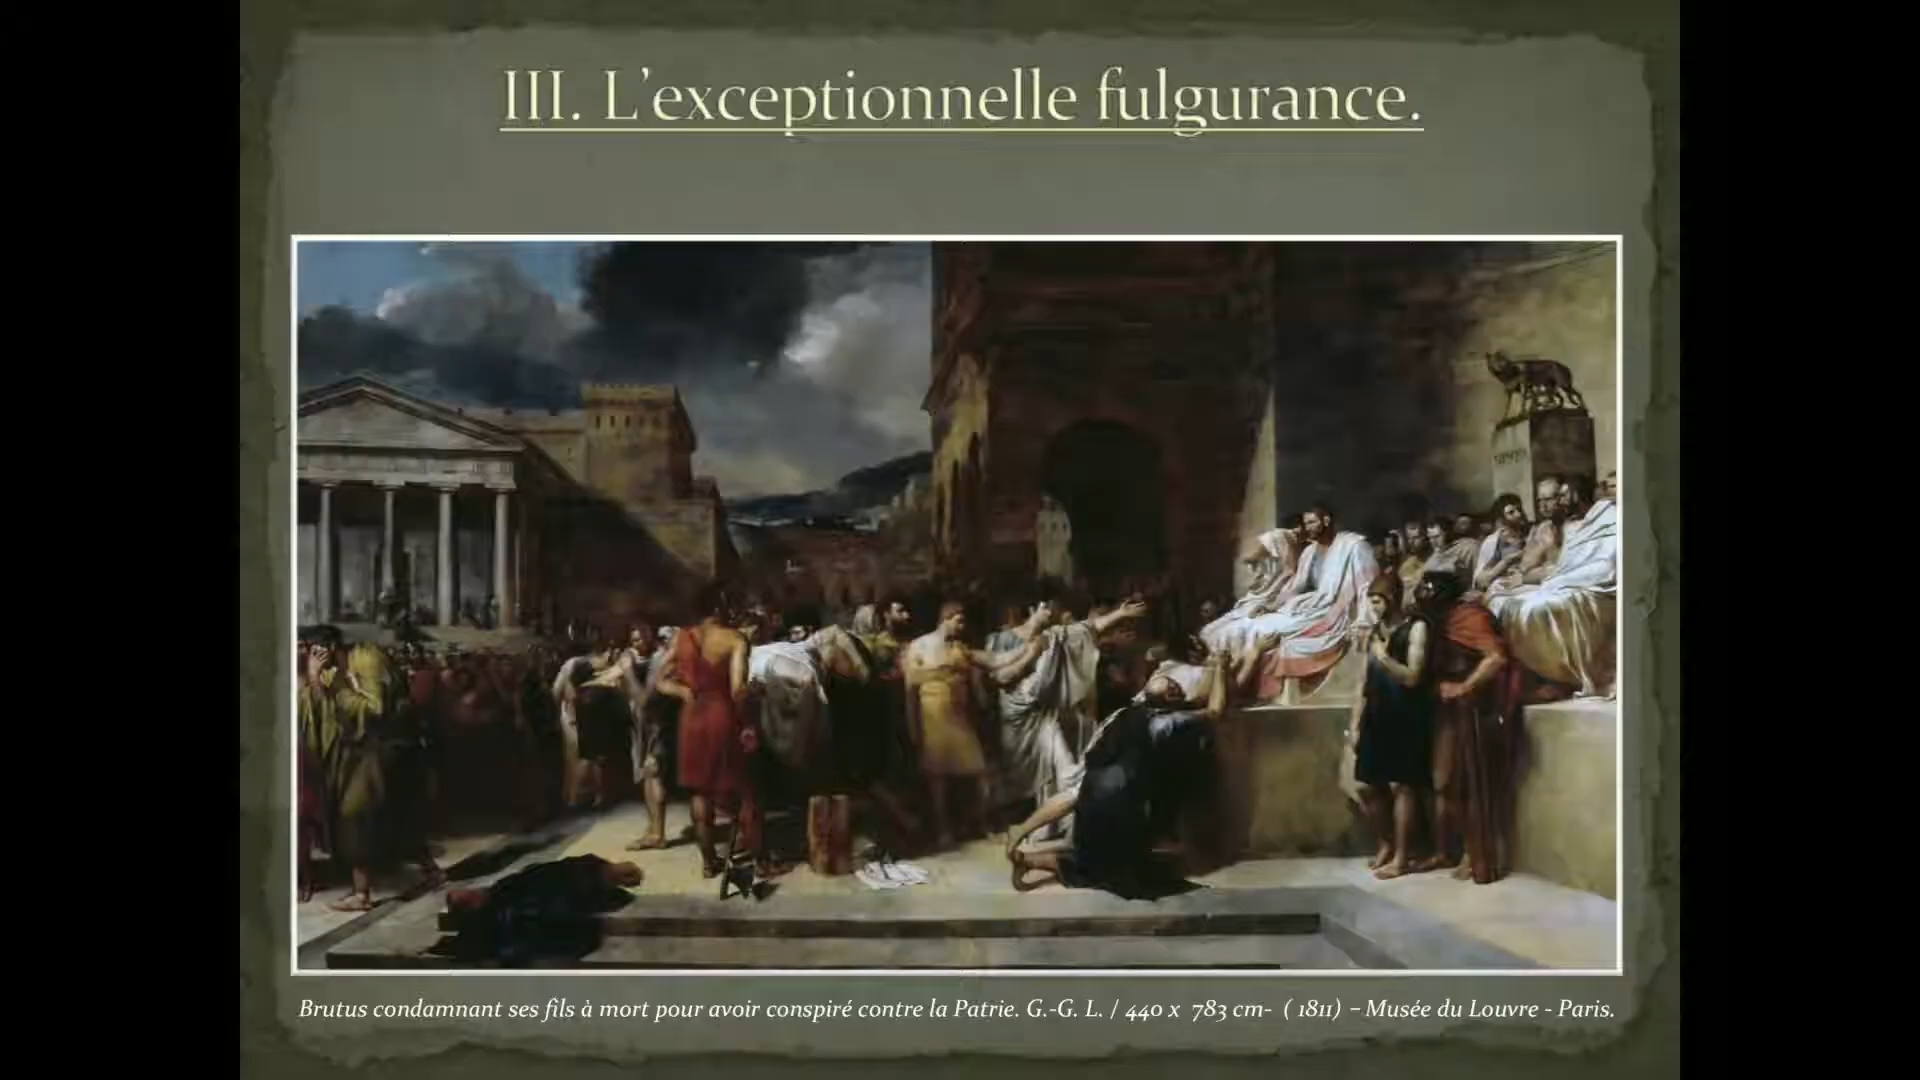 III. L’exceptionnelle fulgurance.
Brutus condamnant ses fils à mort pour avoir conspiré contre la Patrie. G.-G. L. / 440 x 783 cm- ( 1811) – Musée du Louvre - Paris.